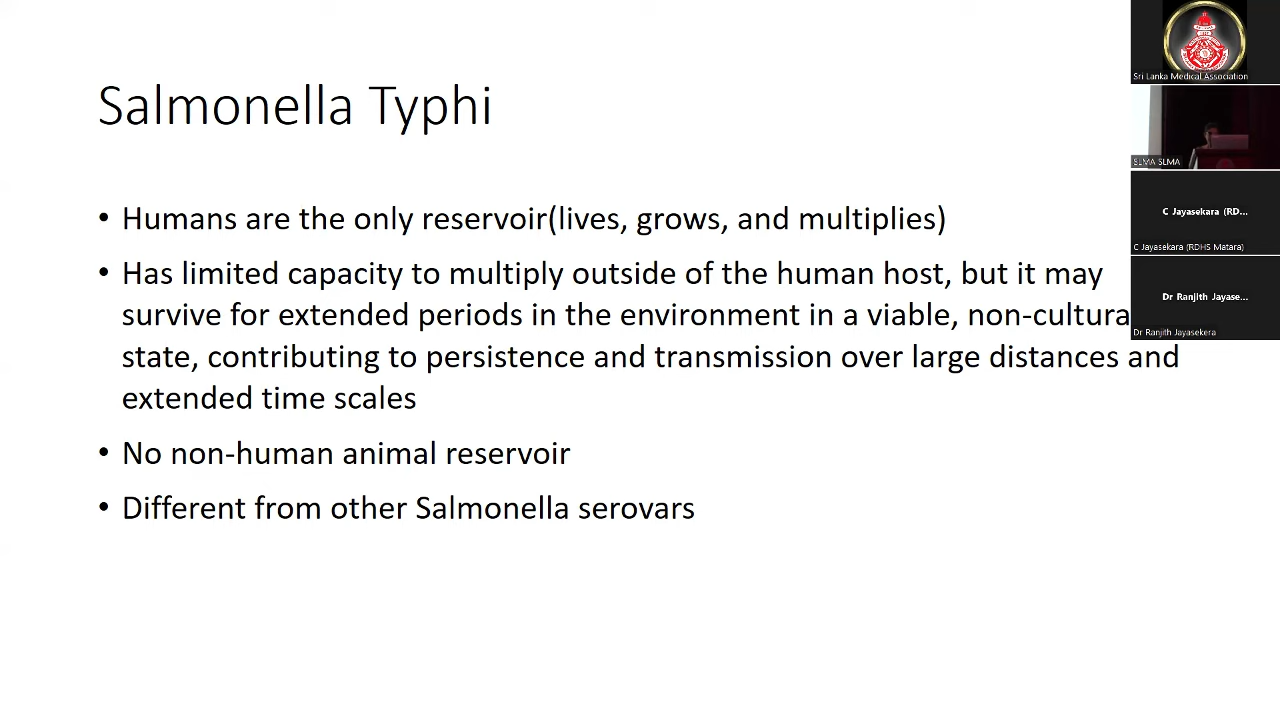 Salmonella Typhi
• Humans are the only reservoir(lives, grows, and multiplies)
• Has limited capacity to multiply outside of the human host, but it may
survive for extended periods in the environment in a viable,
state, contributing to persistence and transmission over large distances and
extended time scales
• No non-human animal reservoir
• Different from other Salmonella serovars
Sri Lanka Medical Association
SLMA SLMA
C Jayasekara (RD...
C Jayasekara (RDHS Matara)
Dr Ranjith Jayase...
Dr Ranjith Jayasekera